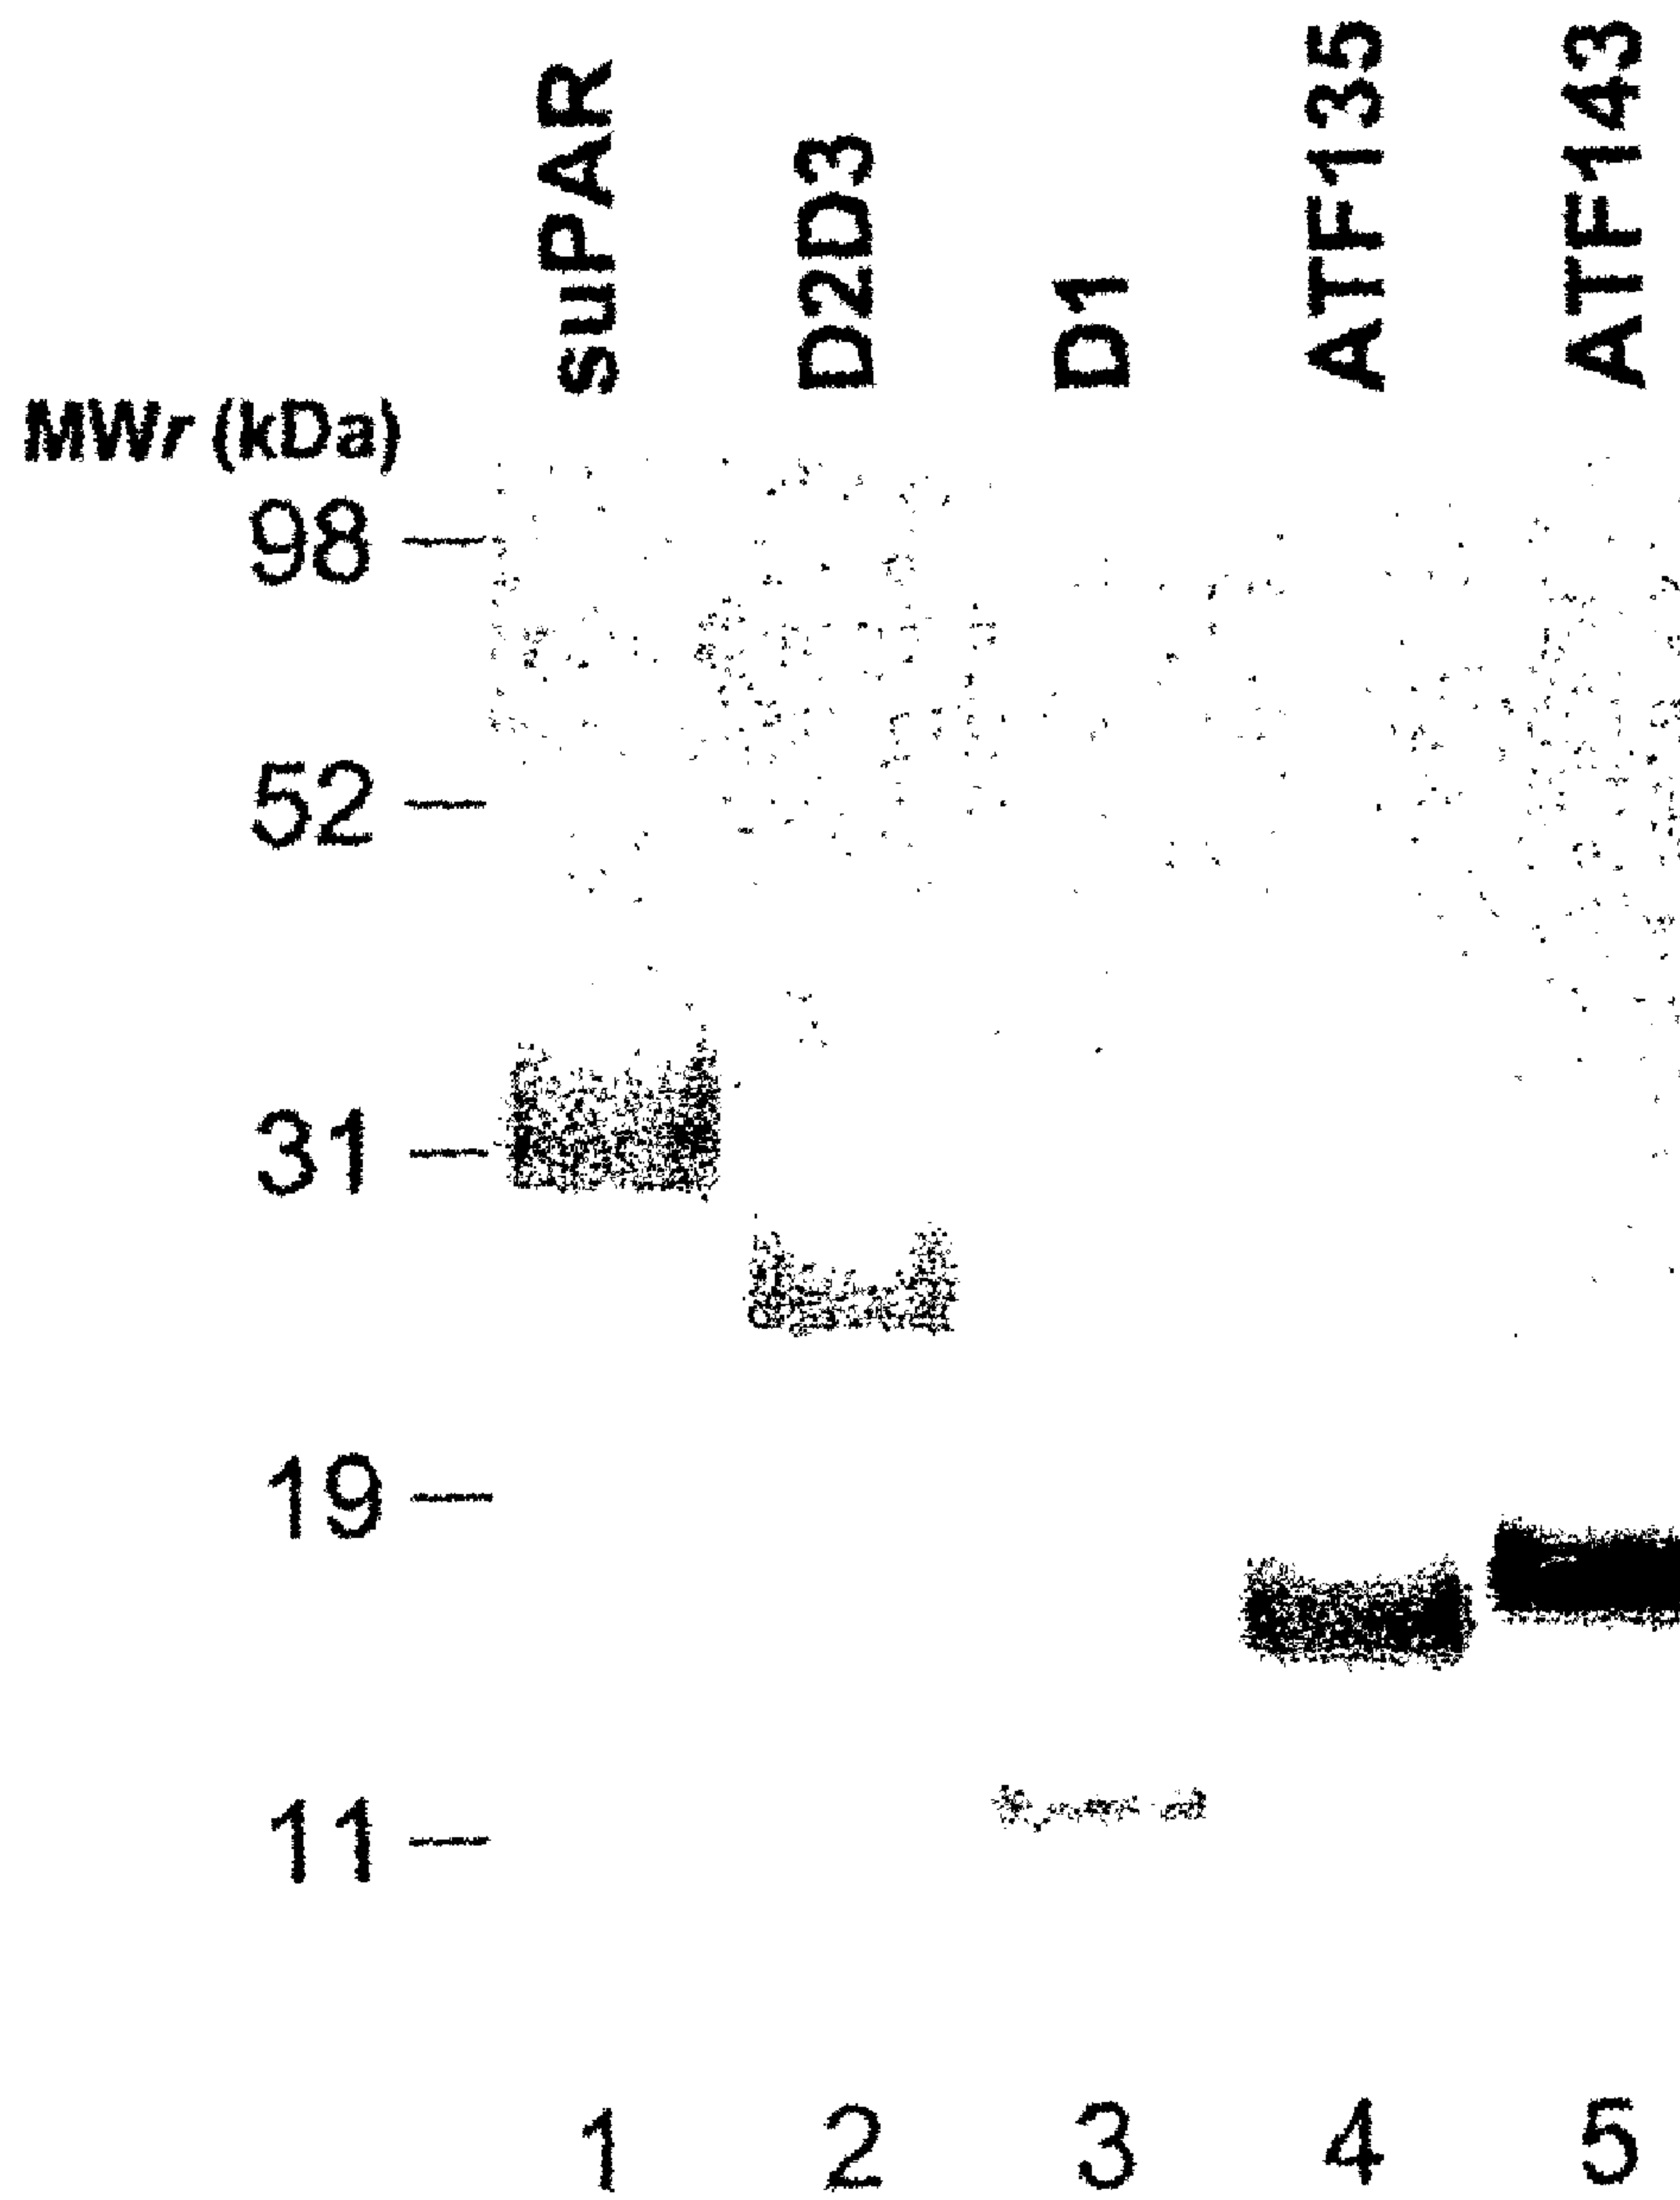 suPAR
D2D3
D1
ATF135
ATF143
MWr (kDa)
98
52
31
19
11
1 2 3 4 5